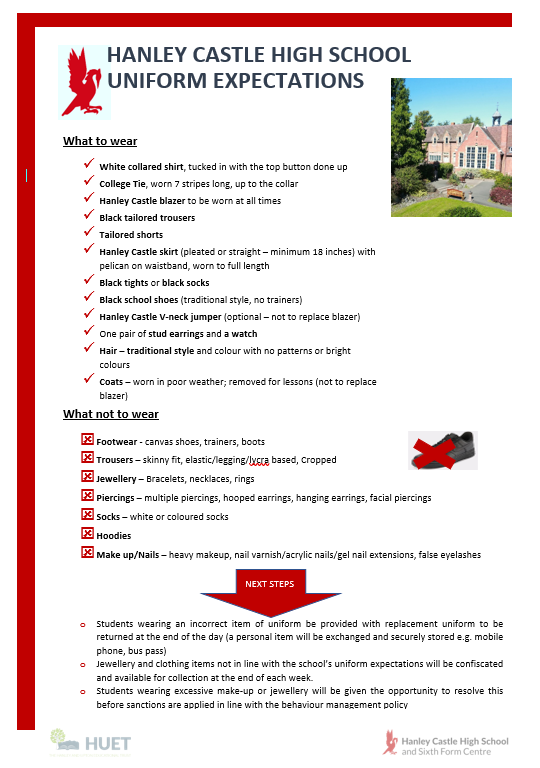 HANLEY CASTLE HIGH SCHOOL
UNIFORM EXPECTATIONS
What to wear
White collared shirt, tucked in with the top button done up
College Tie, worn 7 stripes long, up to the collar
Hanley Castle blazer to be worn at all times
Black tailored trousers
Tailored shorts
Hanley Castle skirt (pleated or straight – minimum 18 inches) with
pelican on waistband, worn to full length
Black tights or black socks
Black school shoes (traditional style, no trainers)
Hanley Castle V-neck jumper (optional – not to replace blazer)
One pair of stud earrings and a watch
Hair – traditional style and colour with no patterns or bright
colours
Coats – worn in poor weather; removed for lessons (not to replace
blazer)
What not to wear
Footwear - canvas shoes, trainers, boots
Trousers – skinny fit, elastic/legging/lycra based, Cropped
Jewellery – Bracelets, necklaces, rings
Piercings – multiple piercings, hooped earrings, hanging earrings, facial piercings
Socks – white or coloured socks
Hoodies
Make up/Nails – heavy makeup, nail varnish/acrylic nails/gel nail extensions, false eyelashes
NEXT STEPS
o Students wearing an incorrect item of uniform be provided with replacement uniform to be
returned at the end of the day (a personal item will be exchanged and securely stored e.g. mobile
phone, bus pass)
o Jewellery and clothing items not in line with the school's uniform expectations will be confiscated
and available for collection at the end of each week.
o Students wearing excessive make-up or jewellery will be given the opportunity to resolve this
before sanctions are applied in line with the behaviour management policy
HUET
Hanley Castle High School
and Sixth Form Centre